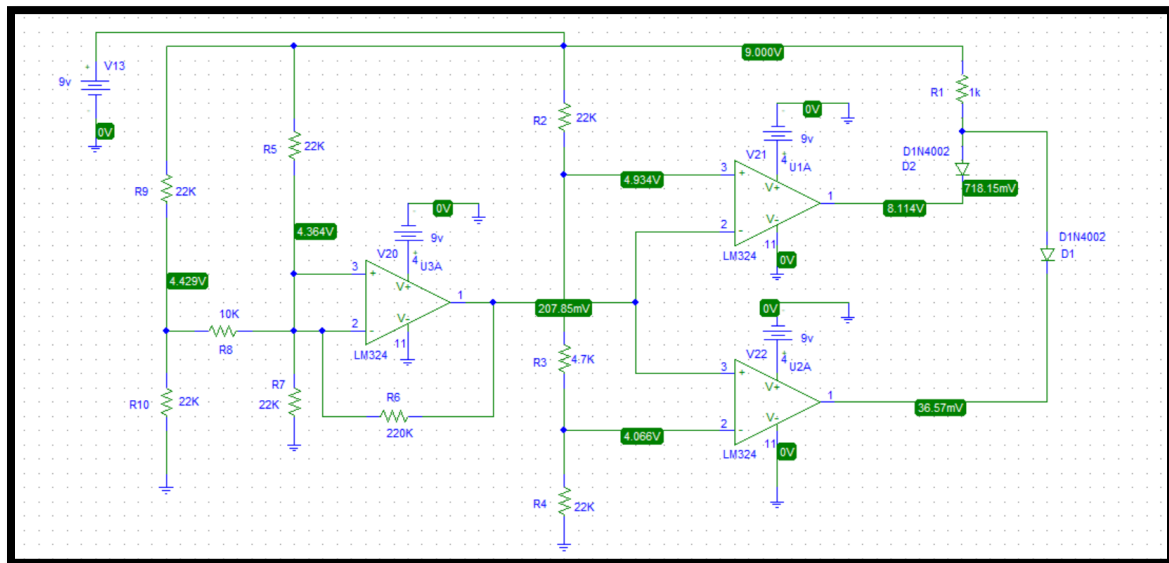 V13
9v
0V
9.000V
R1
1k
R2
22K
R5
22K
R9
22K
0V
9v
V21
4
U1A
D1N4002
D2
718.15mV
4.934V
3
+
V+
1
8.114V
2
-
V-
11
LM324
0V
D1N4002
D1
4.364V
0V
9v
V20
4
U3A
3
+
V+
1
2
-
V-
11
LM324
4.429V
10K
R8
207.85mV
0V
9v
V22
4
U2A
R3
4.7K
3
+
V+
1
36.57mV
2
-
V-
11
LM324
0V
4.066V
R10
22K
R7
22K
R6
220K
R4
22K